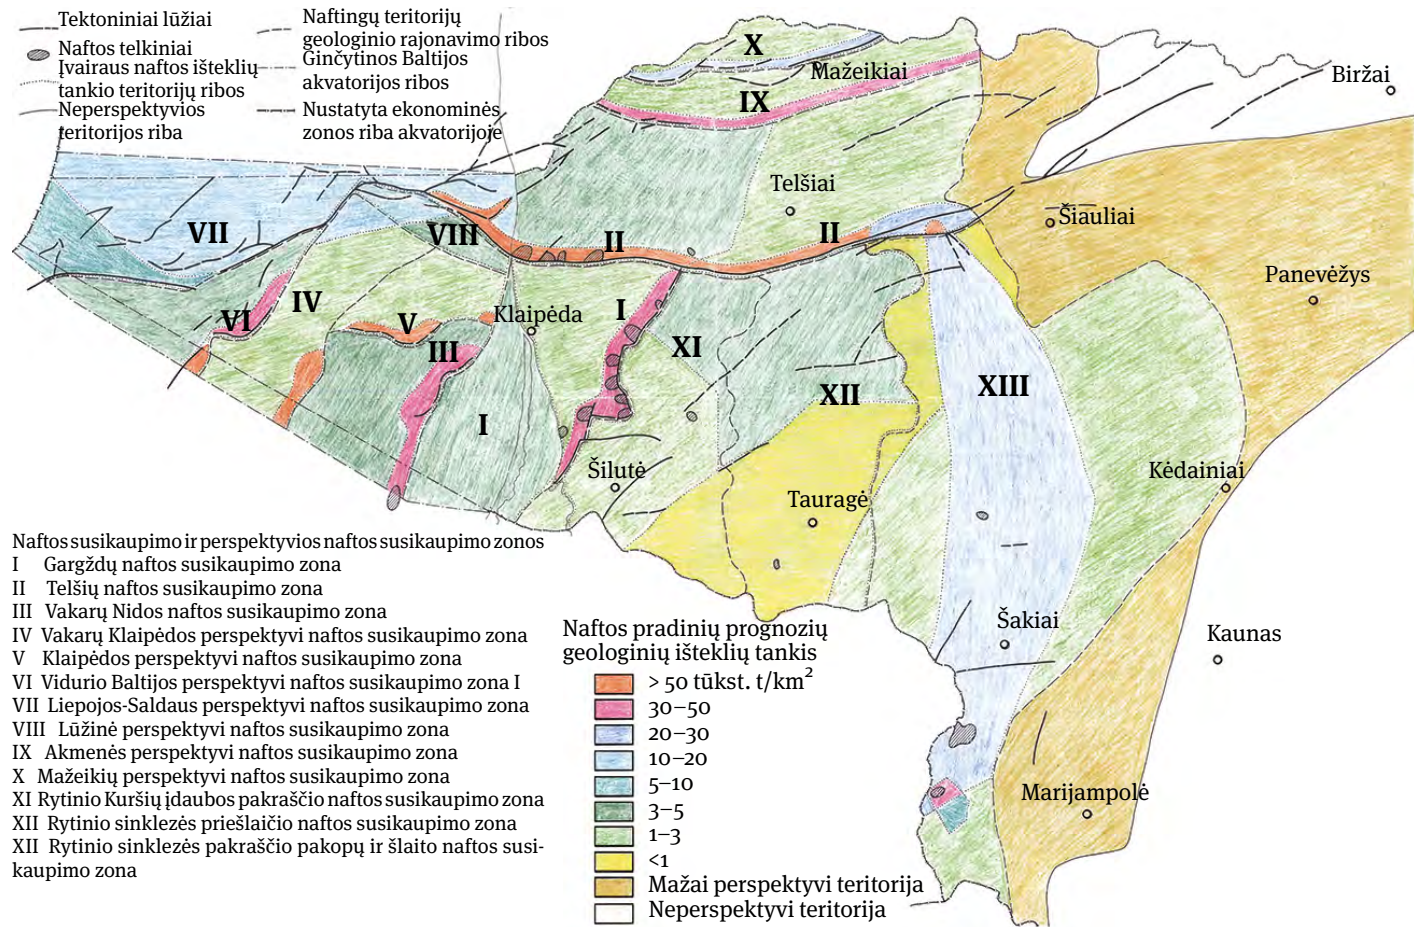 Tektoniniai lūžiai
Naftos telkiniai
Įvairaus naftos išteklių
tankio teritorijų ribos
Neperspektyvios
teritorijos riba
Naftingų teritorijų
geologinio rajonavimo ribos
Ginčytinos Baltijos
akvatorijos ribos
Nustatyta ekonominės
zonos riba akvatorijoje
X
Mažeikiai
IX
Biržai
Telšiai
VII
VIII
II
II
Šiauliai
Panevėžys
IV
VI
V
Klaipėda
I
III
XI
XII
XIII
I
Šilutė
Tauragė
Kėdainiai
Šakiai
Kaunas
Marijampolė
Naftos susikaupimo ir perspektyvios naftos susikaupimo zonos
I Gargždų naftos susikaupimo zona
II Telšių naftos susikaupimo zona
III Vakarų Nidos naftos susikaupimo zona
IV Vakarų Klaipėdos perspektyvi naftos susikaupimo zona
V Klaipėdos perspektyvi naftos susikaupimo zona
VI Vidurio Baltijos perspektyvi naftos susikaupimo zona I
VII Liepojos-Saldaus perspektyvi naftos susikaupimo zona
VIII Lūžinė perspektyvi naftos susikaupimo zona
IX Akmenės perspektyvi naftos susikaupimo zona
X Mažeikių perspektyvi naftos susikaupimo zona
XI Rytinio Kuršių įdaubos pakraščio naftos susikaupimo zona
XII Rytinio sinklezės priešlaičio naftos susikaupimo zona
XII Rytinio sinklezės pakraščio pakopų ir šlaito naftos susi-
kaupimo zona
Naftos pradinių prognozių
geologinių išteklių tankis
> 50 tūkst. t/km²
30–50
20–30
10–20
5–10
3–5
1–3
<1
Mažai perspektyvi teritorija
Neperspektyvi teritorija